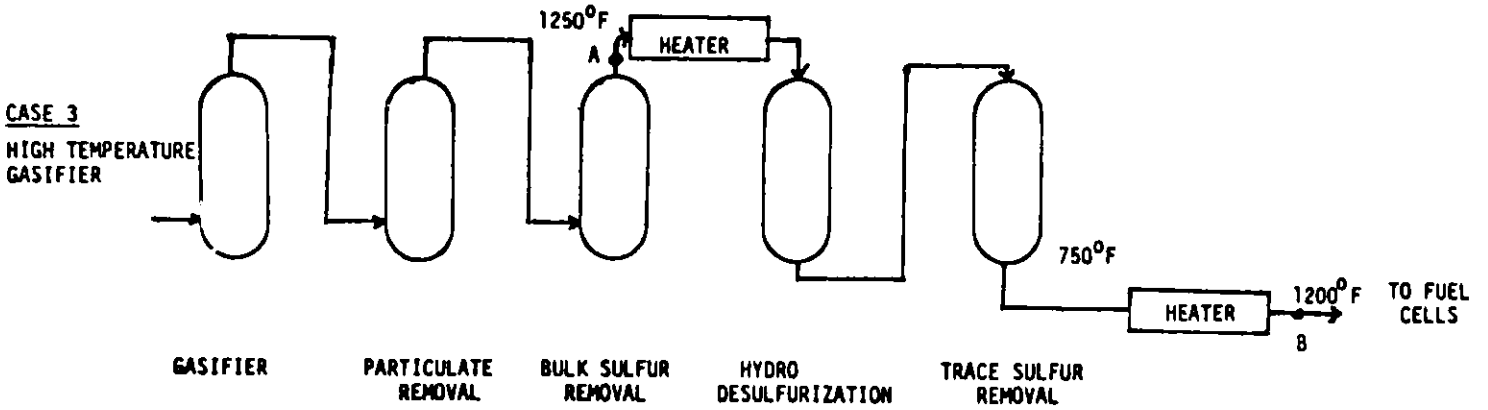 1250°F
HEATER
A
CASE 3
HIGH TEMPERATURE
GASIFIER
750°F
HEATER
1200°F
B
TO FUEL
CELLS
GASIFIER
PARTICULATE
REMOVAL
BULK SULFUR
REMOVAL
HYDRO
DESULFURIZATION
TRACE SULFUR
REMOVAL